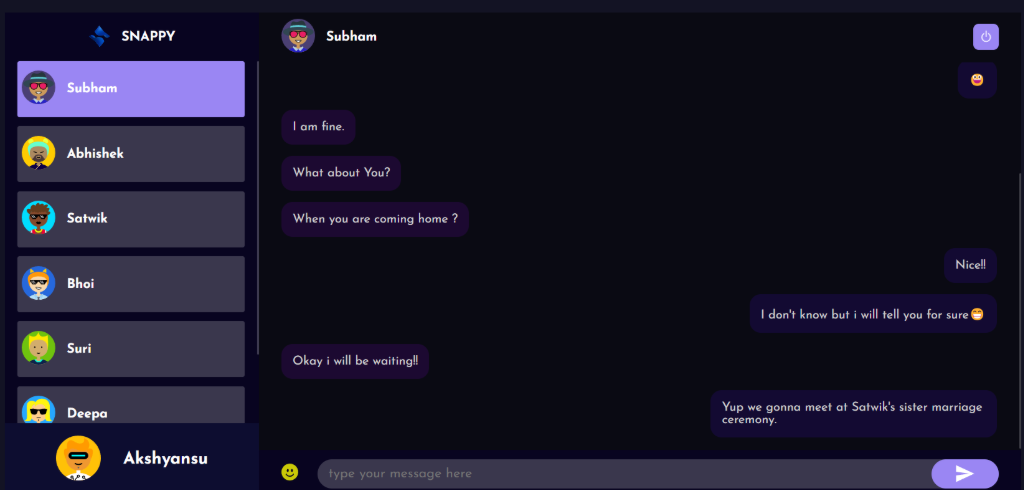 SNAPPY
Subham
Abhishek
Satwik
Bhoi
Suri
Deepa
Akshyansu
Subham
I am fine.
What about You?
When you are coming home ?
Nice!!
I don't know but i will tell you for sure😁
Okay i will be waiting!!
Yup we gonna meet at Satwik's sister marriage
ceremony.
type your message here